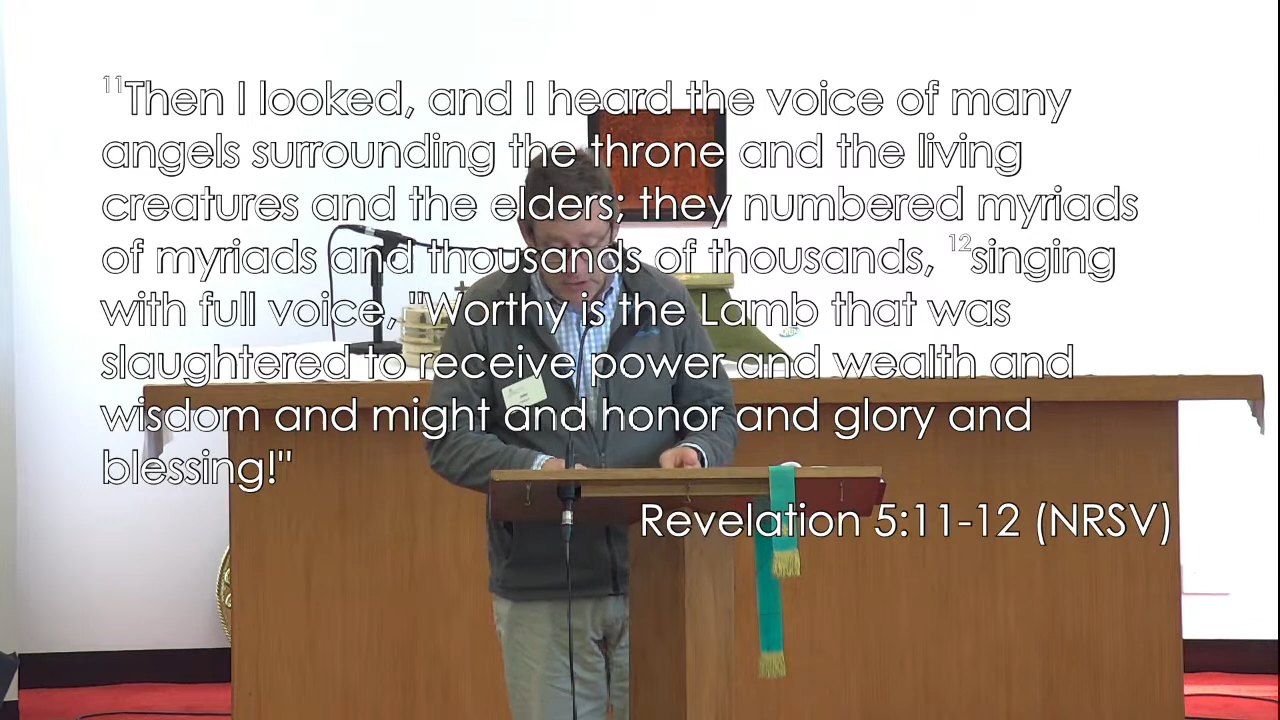 11Then I looked, and I heard the voice of many
angels surrounding the throne and the living
creatures and the elders; they numbered myriads
of myriads and thousands of thousands, 12singing
with full voice,"Worthy is the Lamb that was
slaughtered to receive power and wealth and
wisdom and might and honor and glory and
blessing!"
Revelation 5:11-12 (NRSV)